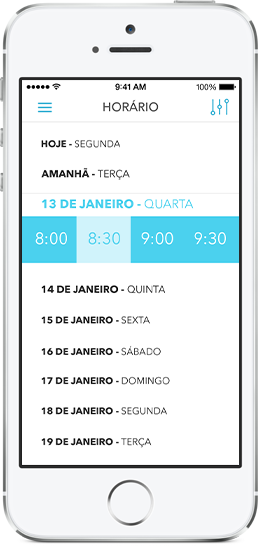 9:41 AM 100%
HORÁRIO
HOJE - SEGUNDA
AMANHÃ - TERÇA
13 DE JANEIRO - QUARTA
8:00 8:30 9:00 9:30
14 DE JANEIRO - QUINTA
15 DE JANEIRO - SEXTA
16 DE JANEIRO - SÁBADO
17 DE JANEIRO - DOMINGO
18 DE JANEIRO - SEGUNDA
19 DE JANEIRO - TERÇA